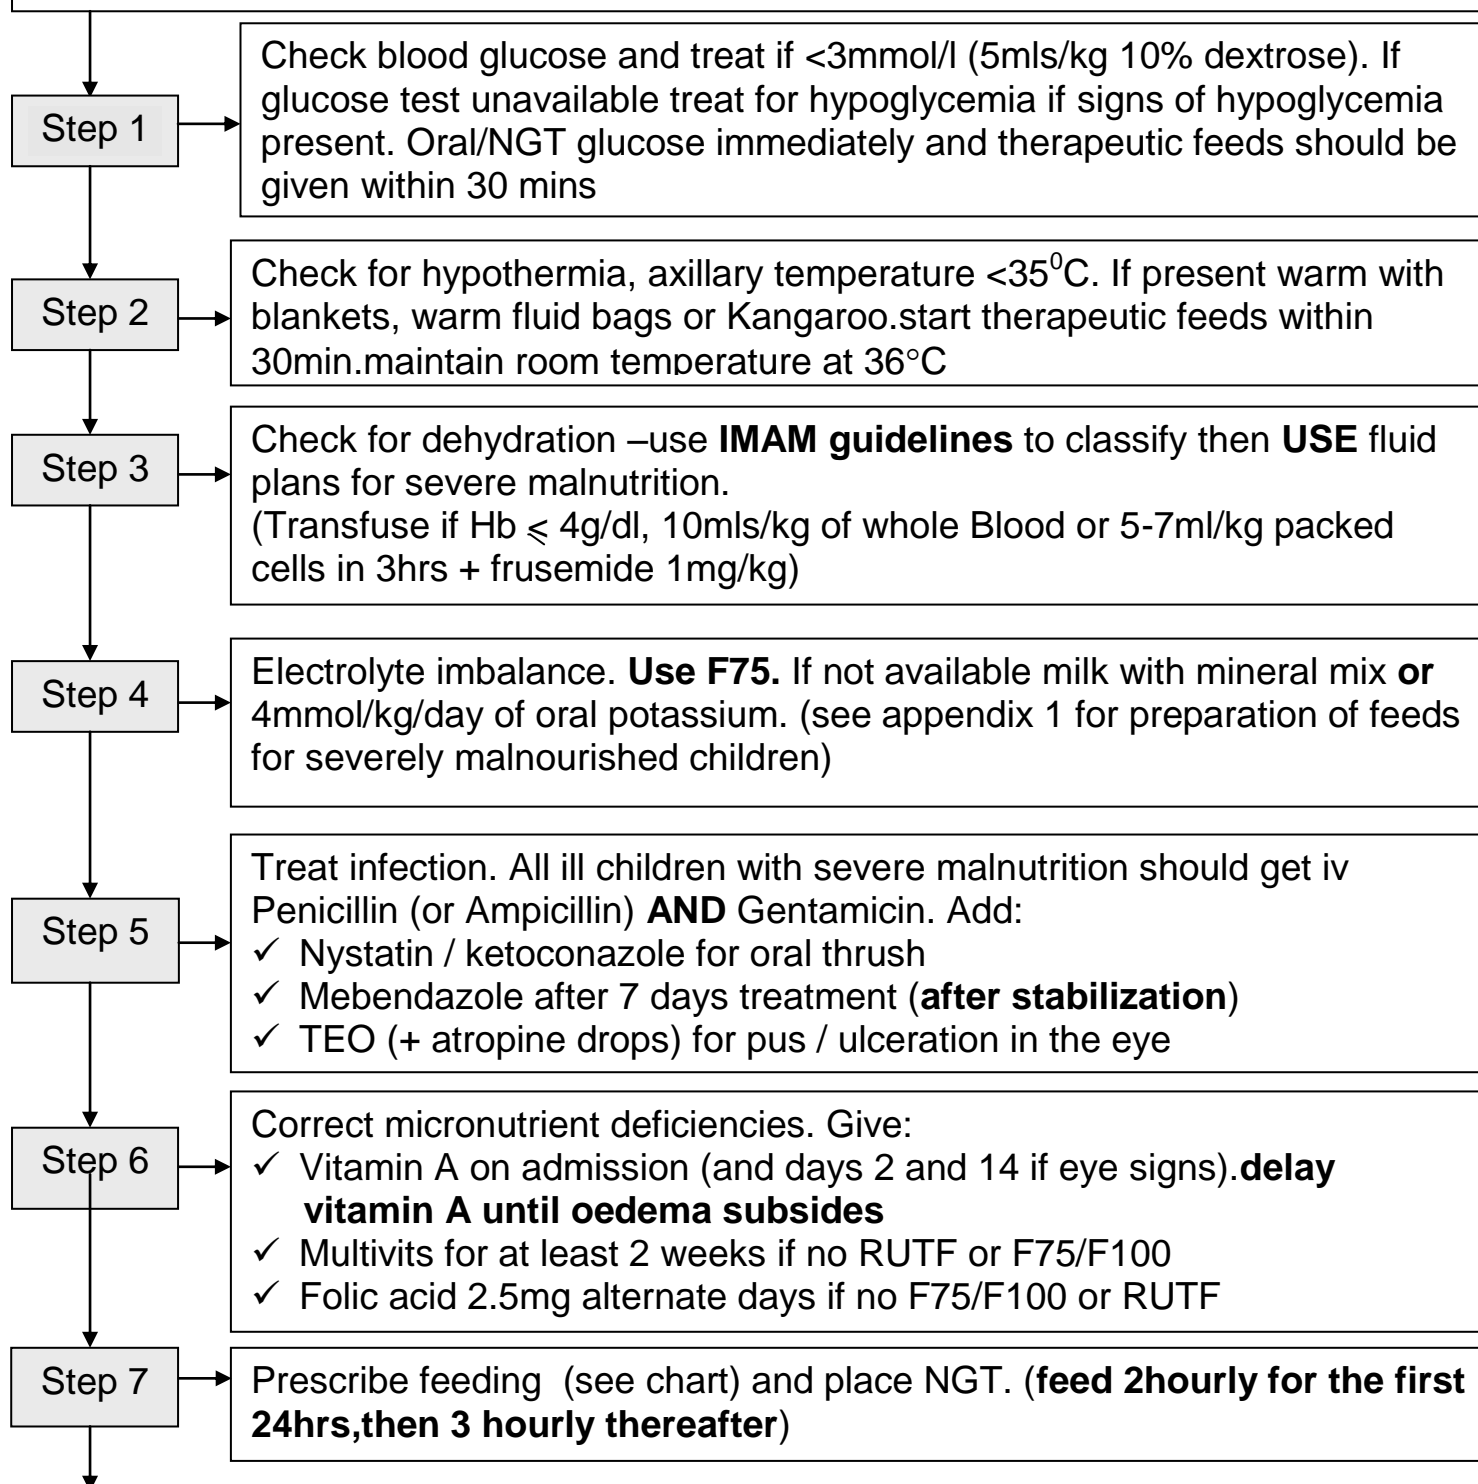 Step 1
Check blood glucose and treat if <3mmol/l (5mls/kg 10% dextrose). If
glucose test unavailable treat for hypoglycemia if signs of hypoglycemia
present. Oral/NGT glucose immediately and therapeutic feeds should be
given within 30 mins
Step 2
Check for hypothermia, axillary temperature <35⁰C. If present warm with
blankets, warm fluid bags or Kangaroo.start therapeutic feeds within
30min.maintain room temperature at 36°C
Step 3
Check for dehydration –use IMAM guidelines to classify then USE fluid
plans for severe malnutrition.
(Transfuse if Hb ⩽ 4g/dl, 10mls/kg of whole Blood or 5-7ml/kg packed
cells in 3hrs + frusemide 1mg/kg)
Step 4
Electrolyte imbalance. Use F75. If not available milk with mineral mix or
4mmol/kg/day of oral potassium. (see appendix 1 for preparation of feeds
for severely malnourished children)
Step 5
Treat infection. All ill children with severe malnutrition should get iv
Penicillin (or Ampicillin) AND Gentamicin. Add:
✓ Nystatin / ketoconazole for oral thrush
✓ Mebendazole after 7 days treatment (after stabilization)
✓ TEO (+ atropine drops) for pus / ulceration in the eye
Step 6
Correct micronutrient deficiencies. Give:
✓ Vitamin A on admission (and days 2 and 14 if eye signs).delay
vitamin A until oedema subsides
✓ Multivits for at least 2 weeks if no RUTF or F75/F100
✓ Folic acid 2.5mg alternate days if no F75/F100 or RUTF
Step 7
Prescribe feeding (see chart) and place NGT. (feed 2hourly for the first
24hrs,then 3 hourly thereafter)